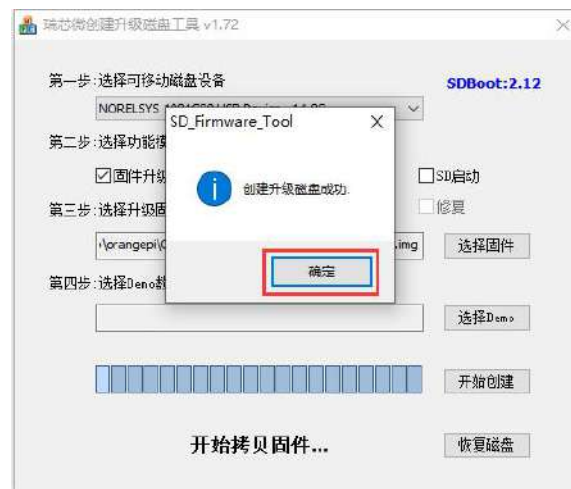 瑞芯微创建升级磁盘工具 v1.72
第一步:选择可移动磁盘设备
SDBoot:2.12
NORELSYS
SD_Firmware_Tool
第二步:选择功能
创建升级磁盘成功.
固件升级
SD启动
第三步:选择升级固
修复
\orangepi\
.img
选择固件
确定
第四步:选择Demo
选择Demo
开始创建
开始拷贝固件...
恢复磁盘